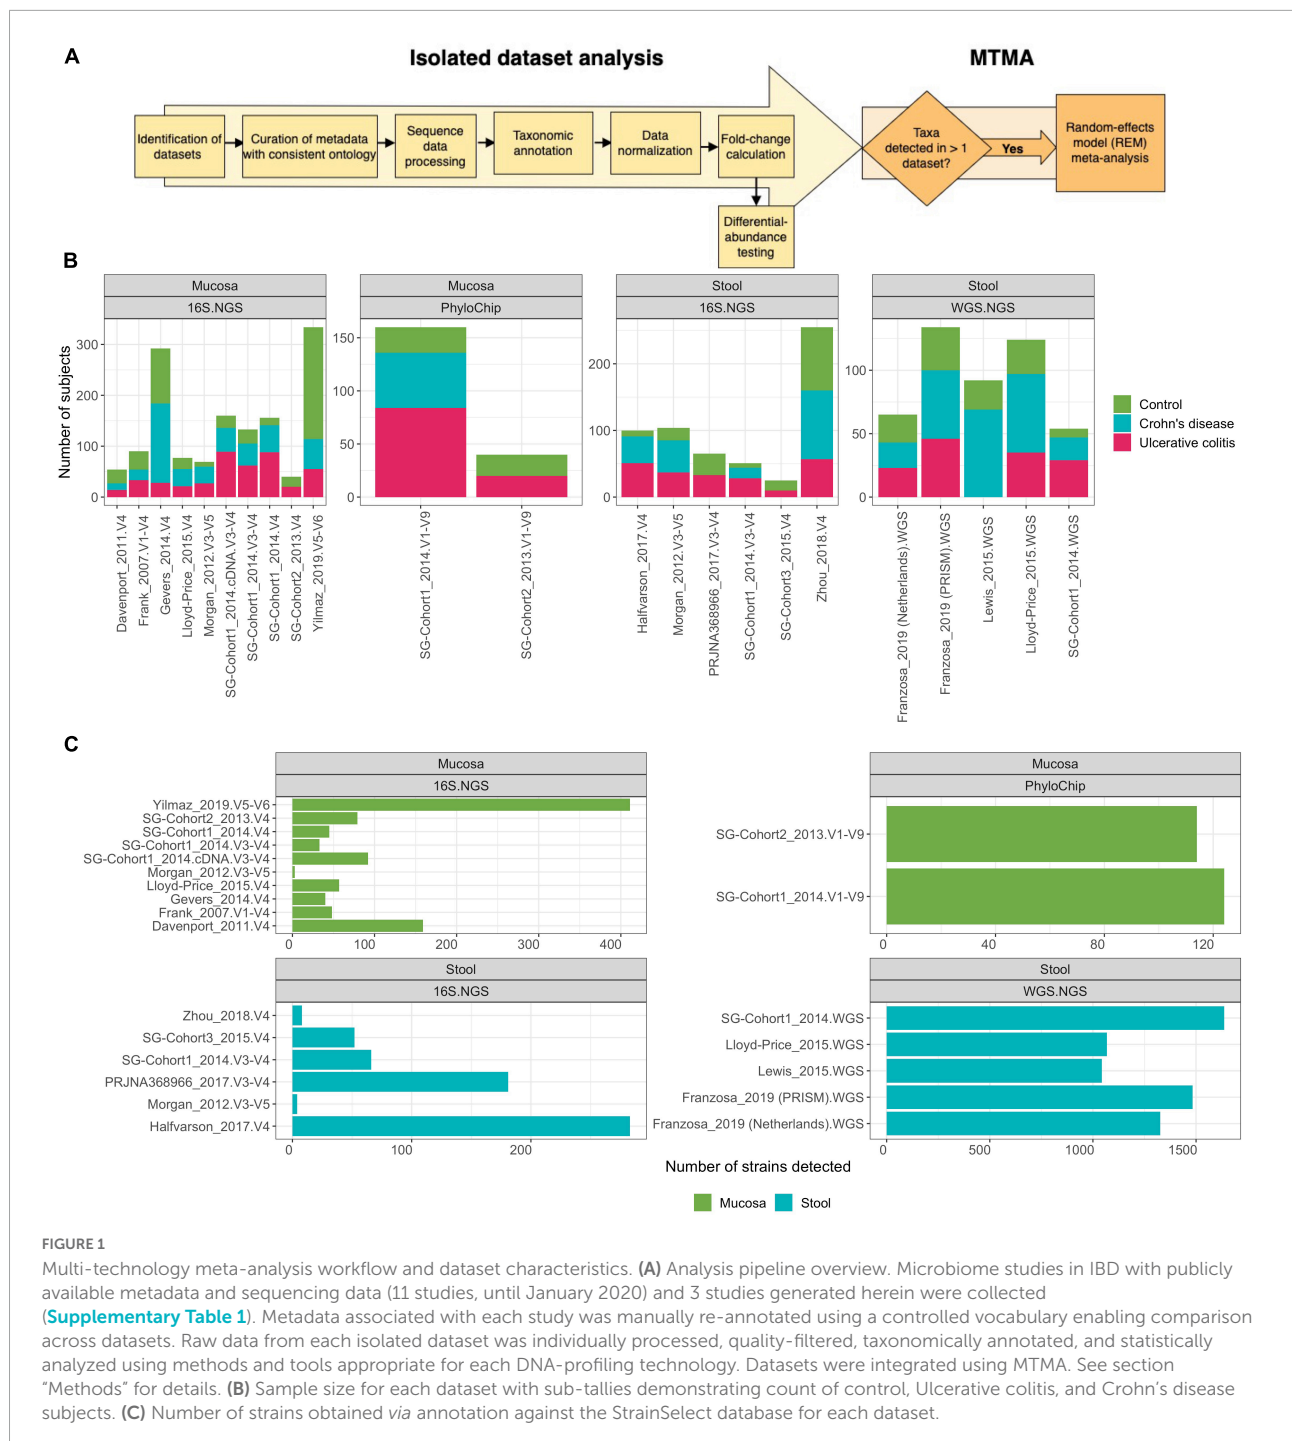 A
Isolated dataset analysis
MTMA
Identification of
datasets
Curation of metadata
with consistent ontology
Sequence
data
processing
Taxonomic
annotation
Data
normalization
Fold-change
calculation
Differential-
abundance
testing
Taxa
detected in > 1
dataset?
Yes
Random-effects
model (REM)
meta-analysis
B
Number of subjects
Mucosa
16S.NGS
300
200
100
0
Davenport_2011.V4
Frank_2007.V1-V4
Gevers_2014.V4
Lloyd-Price_2015.V4
Morgan_2012.V3-V5
SG-Cohort1_2014.cDNA.V3-V4
SG-Cohort1_2014.V3-V4
SG-Cohort1_2014.V4
SG-Cohort2_2013.V4
Yilmaz_2019.V5-V6
Mucosa
PhyloChip
150
100
50
0
SG-Cohort1_2014.V1-V9
SG-Cohort2_2013.V1-V9
Stool
16S.NGS
200
100
0
Halfvarson_2017.V4
Morgan_2012.V3-V5
PRJNA368966_2017.V3-V4
SG-Cohort1_2014.V3-V4
SG-Cohort3_2015.V4
Zhou_2018.V4
Stool
WGS.NGS
100
50
0
Franzosa_2019 (Netherlands).WGS
Franzosa_2019 (PRISM).WGS
Lewis_2015.WGS
Lloyd-Price_2015.WGS
SG-Cohort1_2014.WGS
Control
Crohn's disease
Ulcerative colitis
C
Mucosa
16S.NGS
Yilmaz_2019.V5-V6
SG-Cohort2_2013.V4
SG-Cohort1_2014.V4
SG-Cohort1_2014.V3-V4
SG-Cohort1_2014.cDNA.V3-V4
Morgan_2012.V3-V5
Lloyd-Price_2015.V4
Gevers_2014.V4
Frank_2007.V1-V4
Davenport_2011.V4
0 100 200 300 400
Mucosa
PhyloChip
SG-Cohort2_2013.V1-V9
SG-Cohort1_2014.V1-V9
0 40 80 120
Stool
16S.NGS
Zhou_2018.V4
SG-Cohort3_2015.V4
SG-Cohort1_2014.V3-V4
PRJNA368966_2017.V3-V4
Morgan_2012.V3-V5
Halfvarson_2017.V4
0 100 200
Stool
WGS.NGS
SG-Cohort1_2014.WGS
Lloyd-Price_2015.WGS
Lewis_2015.WGS
Franzosa_2019 (PRISM).WGS
Franzosa_2019 (Netherlands).WGS
0 500 1000 1500
Number of strains detected
Mucosa Stool
FIGURE 1
Multi-technology meta-analysis workflow and dataset characteristics. (A) Analysis pipeline overview. Microbiome studies in IBD with publicly
available metadata and sequencing data (11 studies, until January 2020) and 3 studies generated herein were collected
(Supplementary Table 1). Metadata associated with each study was manually re-annotated using a controlled vocabulary enabling comparison
across datasets. Raw data from each isolated dataset was individually processed, quality-filtered, taxonomically annotated, and statistically
analyzed using methods and tools appropriate for each DNA-profiling technology. Datasets were integrated using MTMA. See section
"Methods" for details. (B) Sample size for each dataset with sub-tallies demonstrating count of control, Ulcerative colitis, and Crohn's disease
subjects. (C) Number of strains obtained via annotation against the StrainSelect database for each dataset.